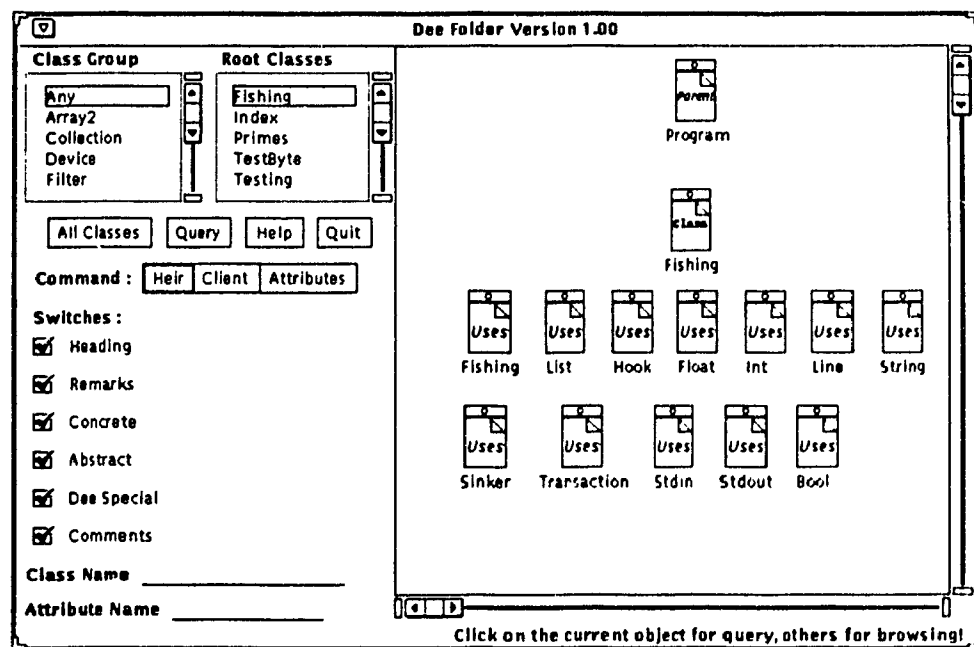 Dee Folder Version 1.00
Class Group Root Classes
Any
Array2
Collection
Device
Filter
Fishing
Index
Primes
TestByte
Testing
All Classes Query Help Quit
Command : Heir Client Attributes
Switches :
Heading
Remarks
Concrete
Abstract
Dee Special
Comments
Class Name
Attribute Name
Parent
Program
Class
Fishing
Uses Uses Uses Uses Uses Uses Uses
Fishing List Hook Float Int Line String
Uses Uses Uses Uses Uses
Sinker Transaction Stdin Stdout Bool
Click on the current object for query, others for browsing!